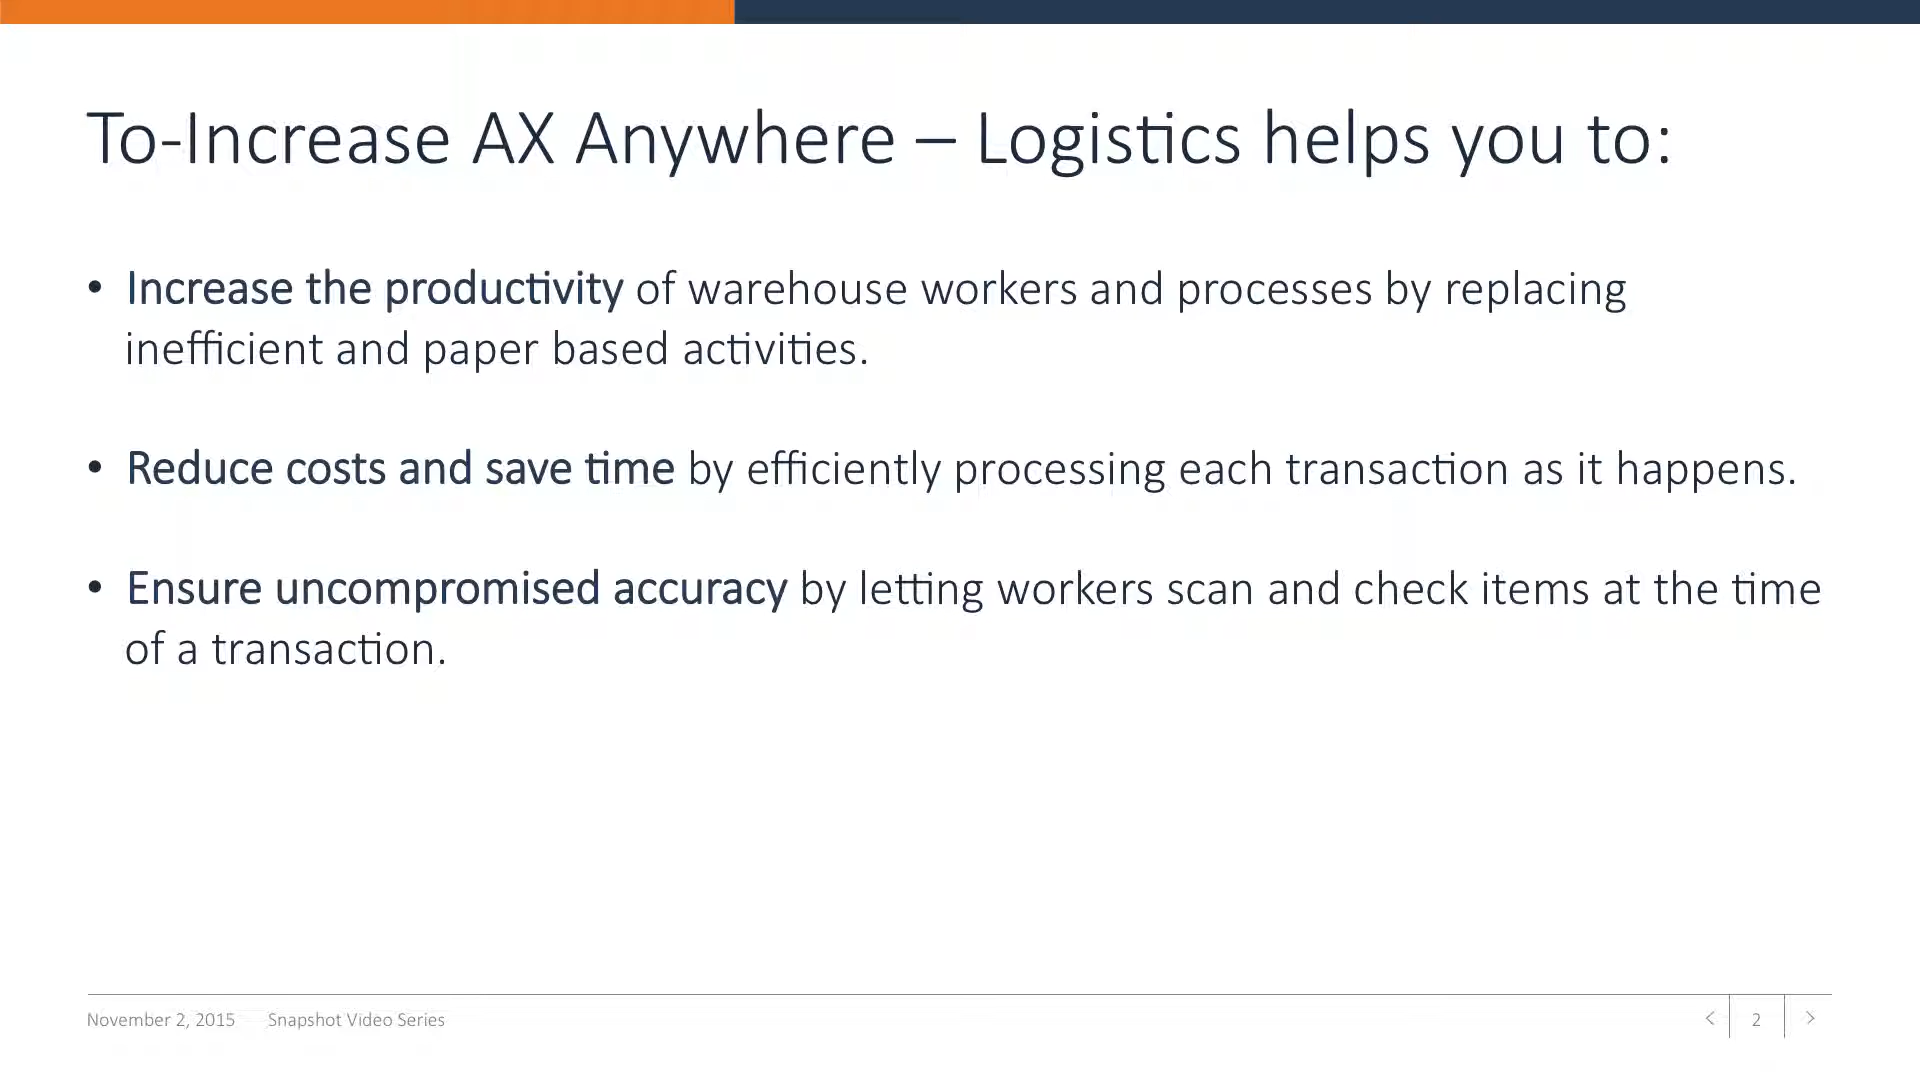 To-Increase AX Anywhere – Logistics helps you to:
• Increase the productivity of warehouse workers and processes by replacing
inefficient and paper based activities.
• Reduce costs and save time by efficiently processing each transaction as it happens.
• Ensure uncompromised accuracy by letting workers scan and check items at the time
of a transaction.
November 2, 2015 Snapshot Video Series < 2 >